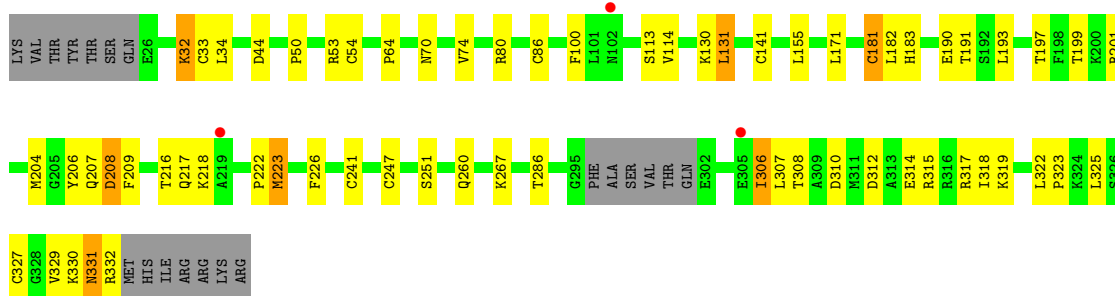 LYS VAL THR TYR THR SER GLN E26 K32 C33 L34 D44 P50 R53 C54 P64 N70 V74 R80 C86 F100 L101 N102 S113 V114 K130 L131 C141 L155 L171 C181 L182 H183 E190 T191 S192 L193 T197 F198 T199 K200
M204 G205 Y206 Q207 D208 F209 T216 Q217 K218 A219 P222 M223 F226 C241 C247 S251 Q260 K267 T286 G295 PHE ALA SER VAL THR GLN E302 E305 I306 L307 T308 A309 D310 M311 D312 A313 E314 R315 R316 R317 I318 K319 L322 P323 K324 L325
C327 G328 V329 K330 N331 R332 MET HIS ILE ARG ARG LYS ARG